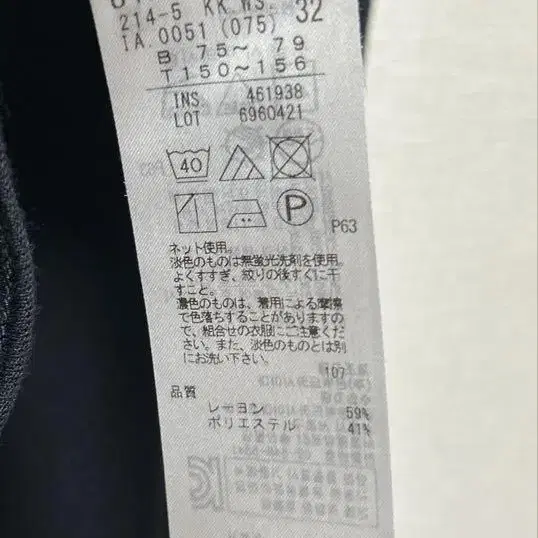 214-5 KK WS 32
IA.0051 (075)
B 75～ 79
T150～156
INS 461938
LOT 6960421
40
P
P63
ネット使用。
淡色のものは無蛍光洗剤を使用。
よくすすぎ、絞りの後すぐに干
すこと。
濃色のものは、着用による摩擦
で色落ちすることがありますの
で、組合せの衣服にご注意くだ
さい。また、淡色のものとは別
にお洗い下さい。
107
品質
レーヨン 59%
ポリエステル 41%